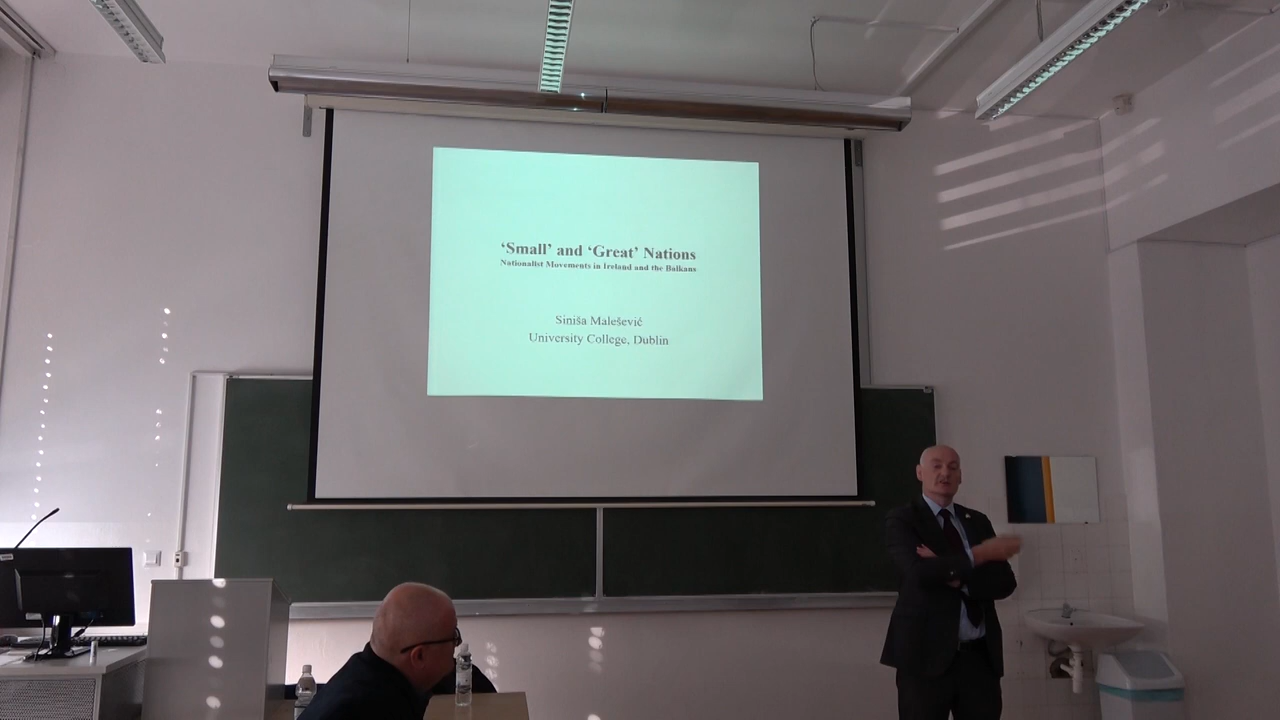 ‘Small’ and ‘Great’ Nations
Nationalist Movements in Ireland and the Balkans
Siniša Malešević
University College, Dublin